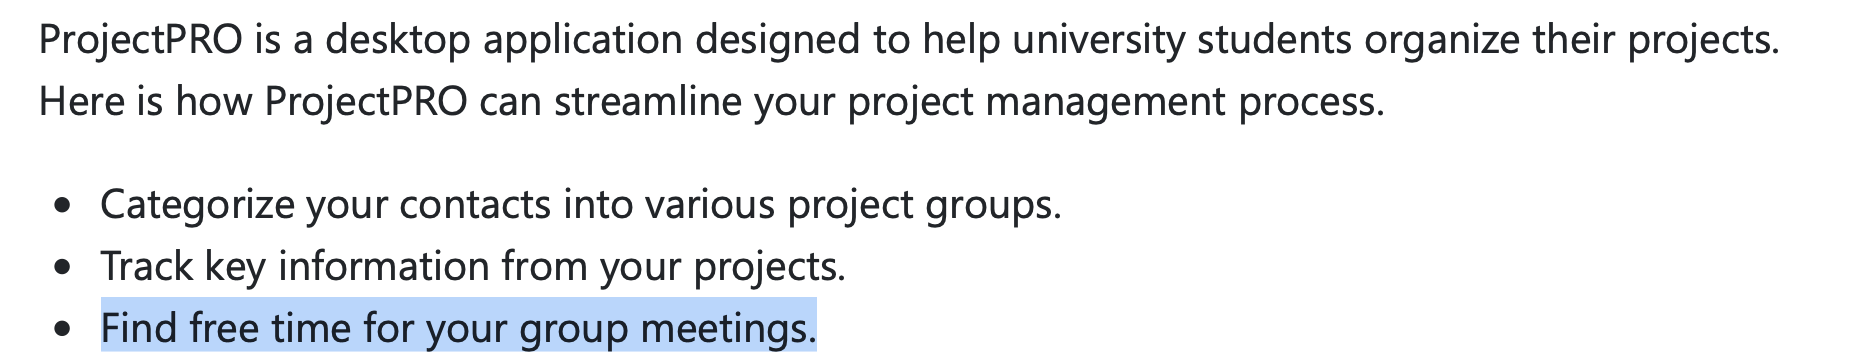 ProjectPRO is a desktop application designed to help university students organize their projects.
Here is how ProjectPRO can streamline your project management process.
• Categorize your contacts into various project groups.
• Track key information from your projects.
• Find free time for your group meetings.